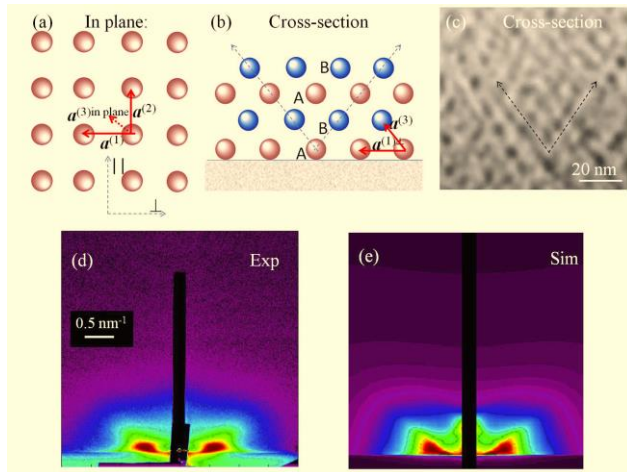 (a)
In plane:
a(3)in plane
a(2)
a(1)
||
⊥
(b)
Cross-section
B
A
B
A
a(3)
a(1)
(c)
Cross-section
20 nm
(d)
Exp
0.5 nm-1
(e)
Sim